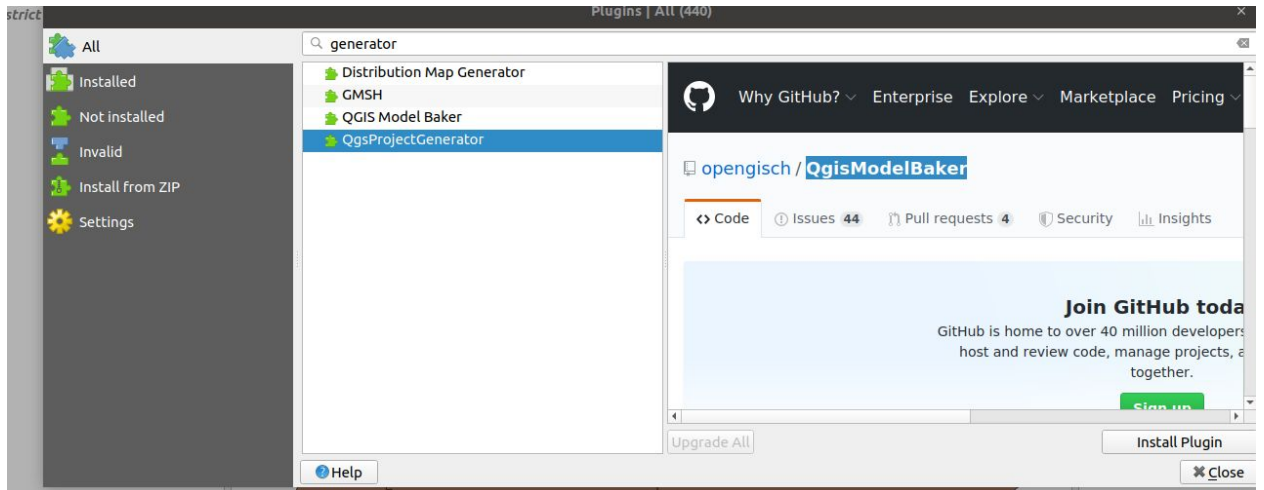 strict
Plugins | All (440)
All
Installed
Not installed
Invalid
Install from ZIP
Settings
generator
Distribution Map Generator
GMSH
QGIS Model Baker
QgsProjectGenerator
Why GitHub? Enterprise Explore Marketplace Pricing
opengisch / QgisModelBaker
Code Issues 44 Pull requests 4 Security Insights
Join GitHub toda
GitHub is home to over 40 million developers
host and review code, manage projects, a
together.
Sign up
Upgrade All Install Plugin
Help Close